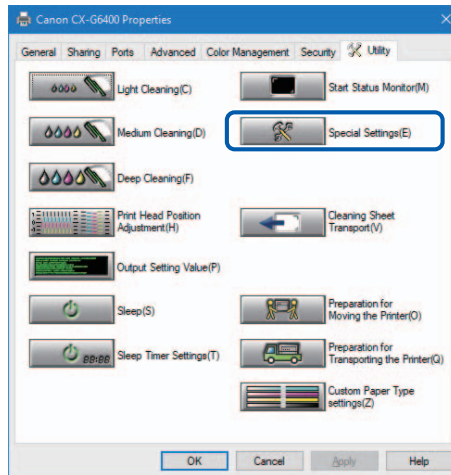 Canon CX-G6400 Properties
General Sharing Ports Advanced Color Management Security Utility
Light Cleaning(C)
Start Status Monitor(M)
Medium Cleaning(D)
Special Settings(E)
Deep Cleaning(F)
Print Head Position
Adjustment(H)
Cleaning Sheet
Transport(V)
Output Setting Value(P)
Sleep(S)
Preparation for
Moving the Printer(O)
88:88
Sleep Timer Settings(T)
Preparation for
Transporting the Printer(Q)
Custom Paper Type
settings(Z)
OK Cancel Apply Help